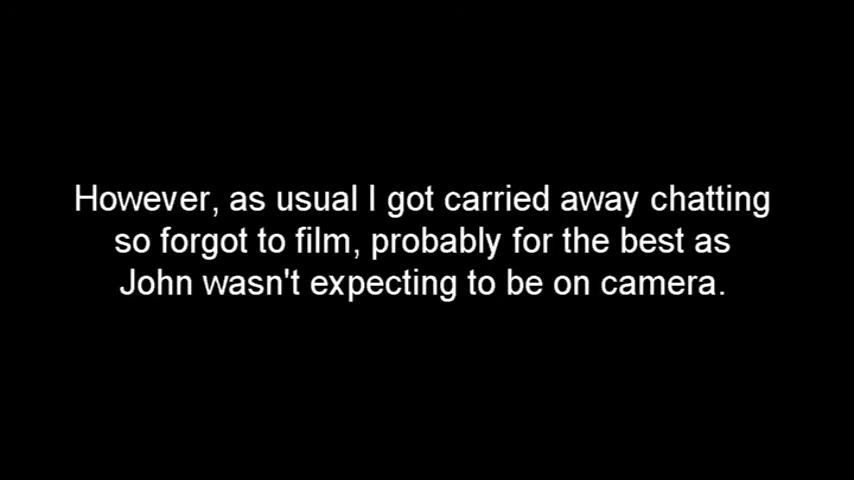 However, as usual I got carried away chatting
so forgot to film, probably for the best as
John wasn't expecting to be on camera.